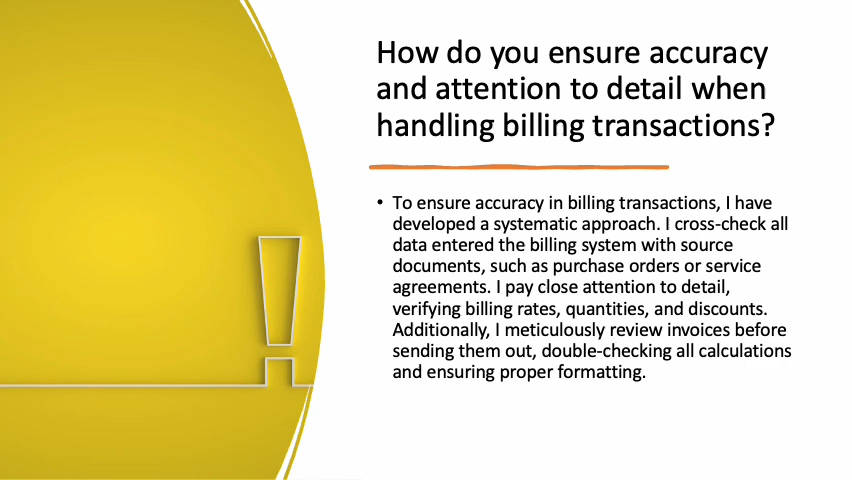 How do you ensure accuracy
and attention to detail when
handling billing transactions?
• To ensure accuracy in billing transactions, I have
developed a systematic approach. I cross-check all
data entered the billing system with source
documents, such as purchase orders or service
agreements. I pay close attention to detail,
verifying billing rates, quantities, and discounts.
Additionally, I meticulously review invoices before
sending them out, double-checking all calculations
and ensuring proper formatting.